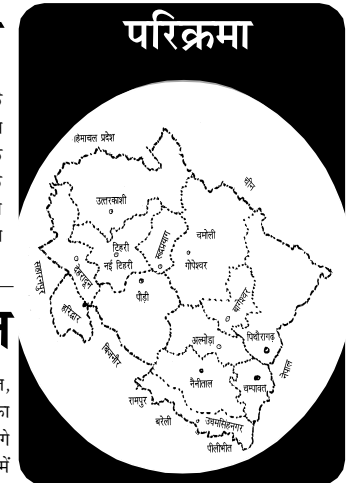 परिक्रमा
हिमाचल प्रदेश
चीन
उत्तरकाशी
चमोली
टिहरी
नई टिहरी
रुद्रप्रयाग
गोपेश्वर
देहरादून
सहारनपुर
पौड़ी
हरिद्वार
बागेश्वर
बिजनौर
अल्मोड़ा
पिथौरागढ़
नेपाल
नैनीताल
चम्पावत
रामपुर
बरेली
उधमसिंहनगर
पीलीभीत
में